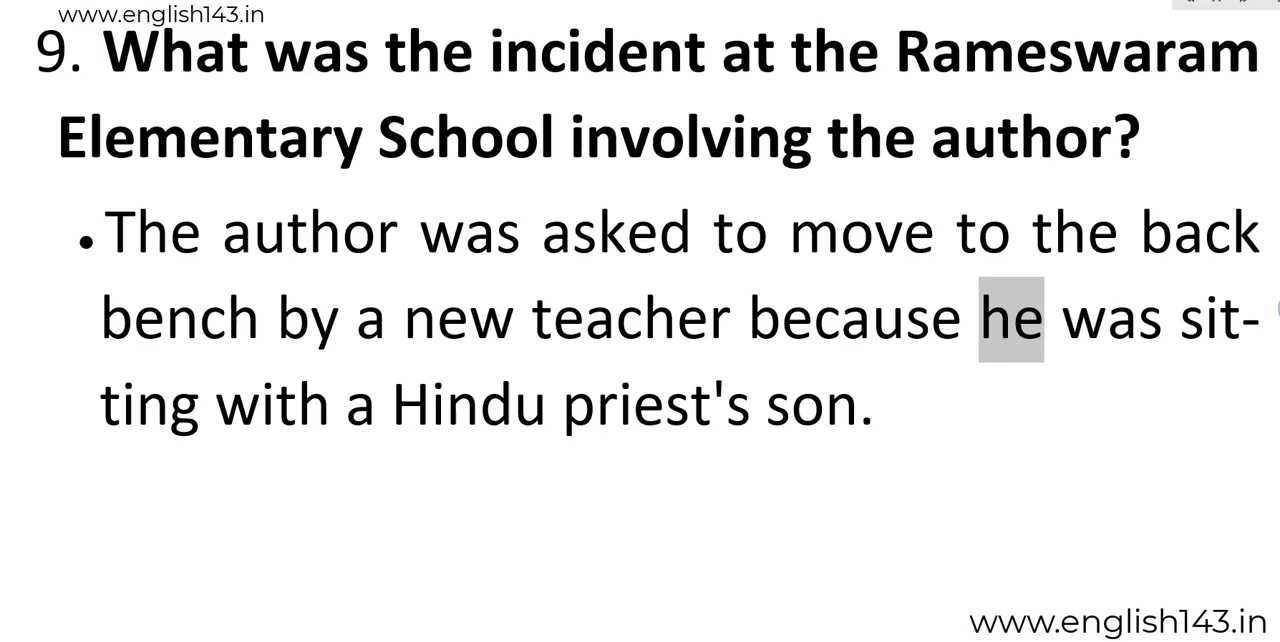 www.english143.in
9. What was the incident at the Rameswaram
Elementary School involving the author?
• The author was asked to move to the back
bench by a new teacher because he was sit-
ting with a Hindu priest's son.
www.english143.in